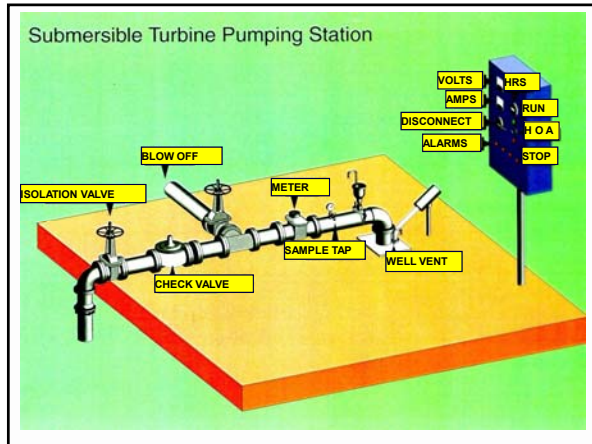 Submersible Turbine Pumping Station
VOLTS
HRS
AMPS
RUN
DISCONNECT
H O A
ALARMS
STOP
BLOW OFF
ISOLATION VALVE
METER
SAMPLE TAP
WELL VENT
CHECK VALVE